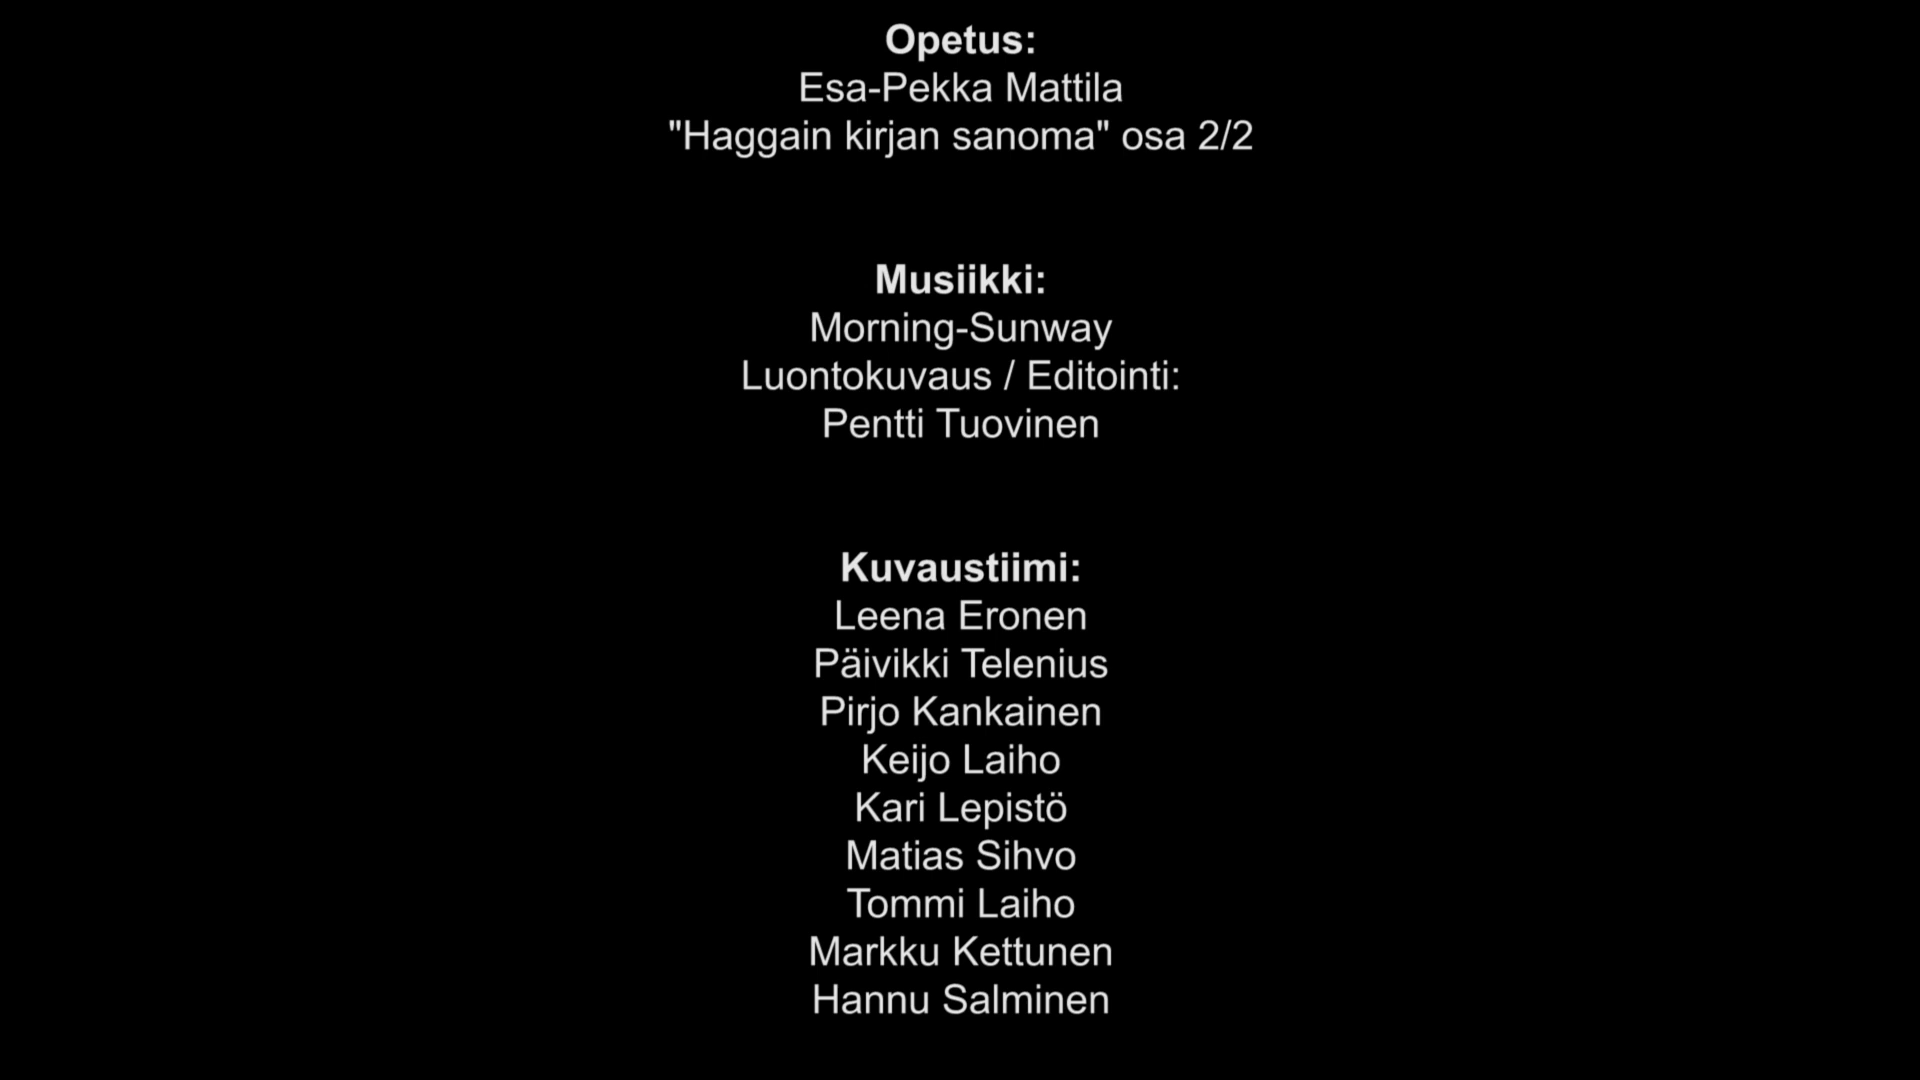 Opetus:
Esa-Pekka Mattila
"Haggain kirjan sanoma" osa 2/2
Musiikki:
Morning-Sunway
Luontokuvaus / Editointi:
Pentti Tuovinen
Kuvaustiimi:
Leena Eronen
Päivikki Telenius
Pirjo Kankainen
Keijo Laiho
Kari Lepistö
Matias Sihvo
Tommi Laiho
Markku Kettunen
Hannu Salminen